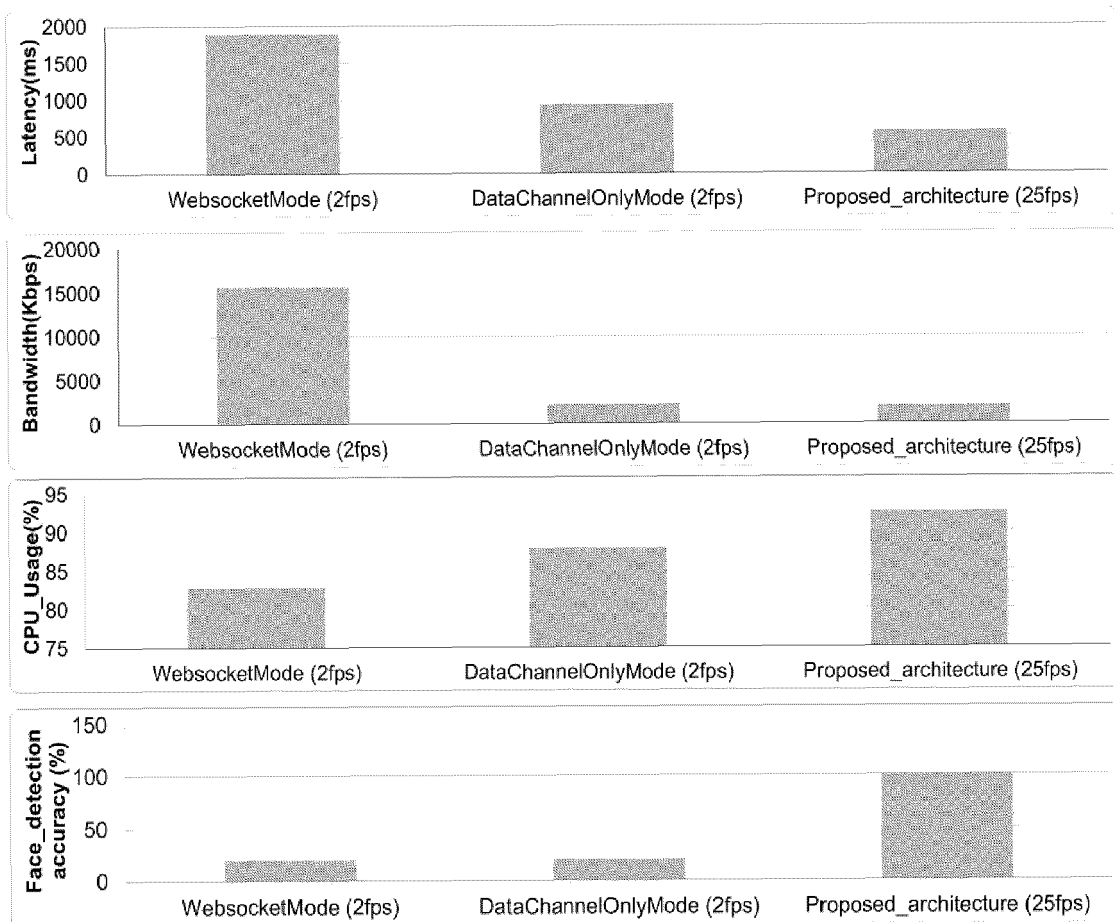 Latency(ms)
2000
1500
1000
500
0
WebsocketMode (2fps) DataChannelOnlyMode (2fps) Proposed_architecture (25fps)
Bandwidth(Kbps)
20000
15000
10000
5000
0
WebsocketMode (2fps) DataChannelOnlyMode (2fps) Proposed_architecture (25fps)
CPU_Usage(%)
95
90
85
80
75
WebsocketMode (2fps) DataChannelOnlyMode (2fps) Proposed_architecture (25fps)
Face_detection
accuracy (%)
150
100
50
0
WebsocketMode (2fps) DataChannelOnlyMode (2fps) Proposed_architecture (25fps)